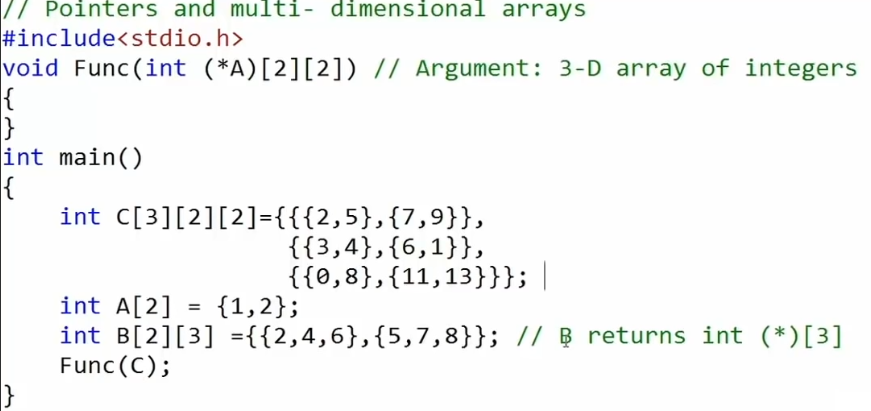 // Pointers and multi- dimensional arrays
#include<stdio.h>
void Func(int (*A)[2][2]) // Argument: 3-D array of integers
{
}
int main()
{
    int C[3][2][2]={{{2,5},{7,9}},
                    {{3,4},{6,1}},
                    {{0,8},{11,13}}};
    int A[2] = {1,2};
    int B[2][3] ={{2,4,6},{5,7,8}}; // B returns int (*)[3]
    Func(C);
}